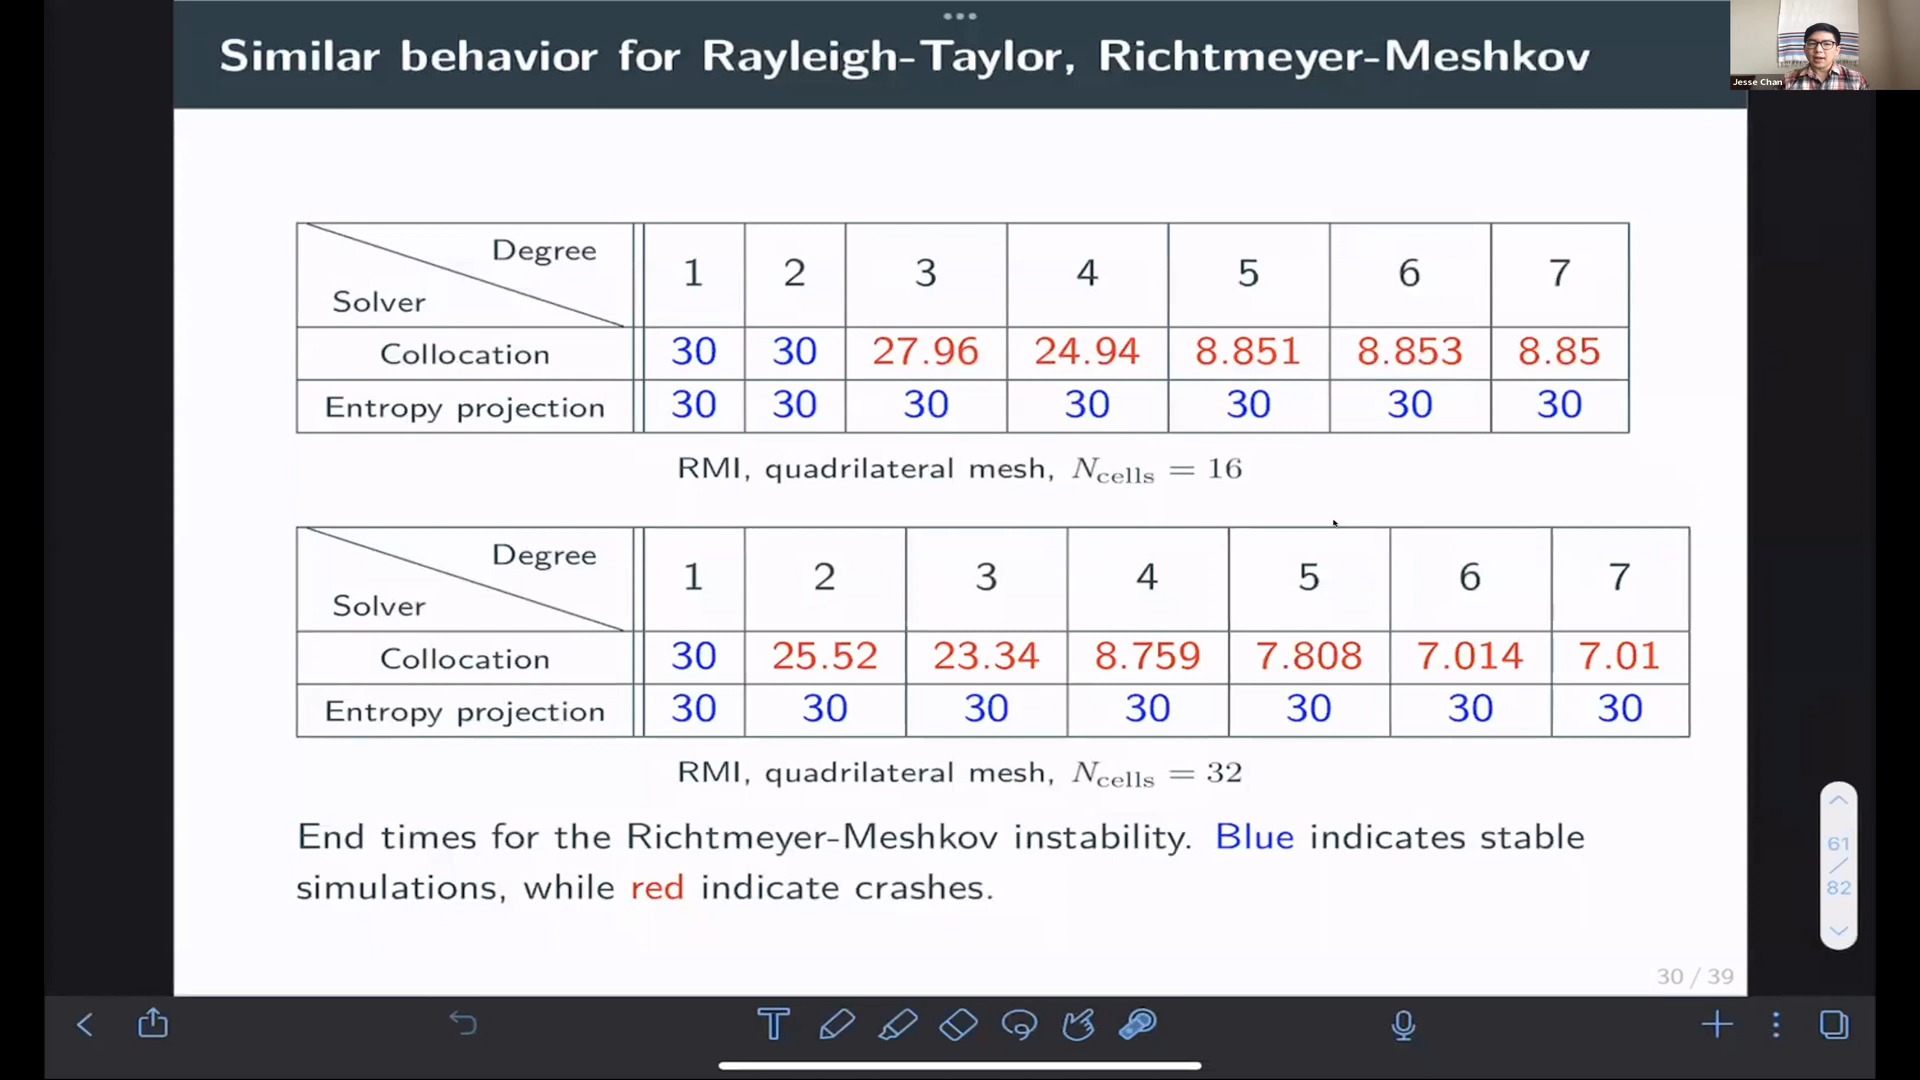 Similar behavior for Rayleigh-Taylor, Richtmeyer-Meshkov
Jesse Chan
Degree
Solver
1 2 3 4 5 6 7
Collocation 30 30 27.96 24.94 8.851 8.853 8.85
Entropy projection 30 30 30 30 30 30 30
RMI, quadrilateral mesh, N_cells = 16
Degree
Solver
1 2 3 4 5 6 7
Collocation 30 25.52 23.34 8.759 7.808 7.014 7.01
Entropy projection 30 30 30 30 30 30 30
RMI, quadrilateral mesh, N_cells = 32
End times for the Richtmeyer-Meshkov instability. Blue indicates stable
simulations, while red indicate crashes.
61
/
82
30 / 39
T